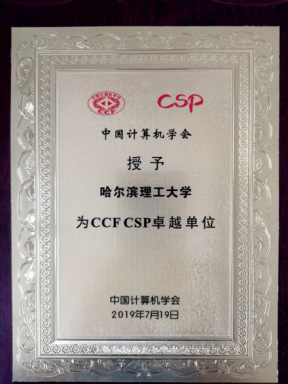 CSP
中国计算机学会
授予
哈尔滨理工大学
为CCF CSP卓越单位
中国计算机学会
2019年7月19日